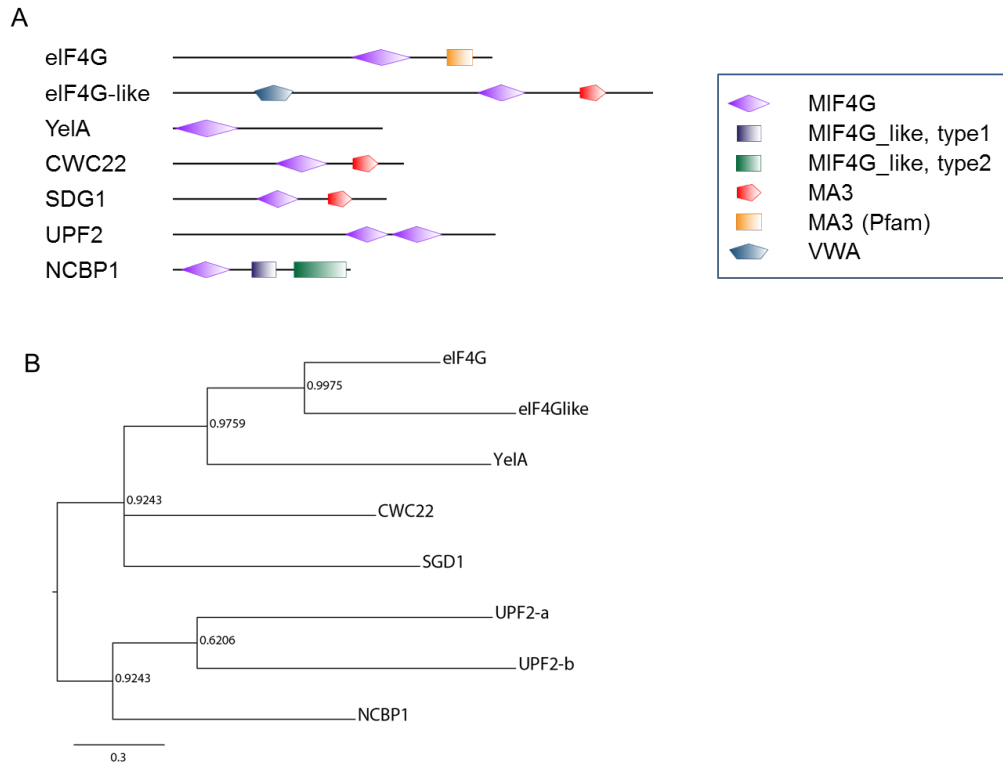 A
eIF4G
eIF4G-like
YelA
CWC22
SDG1
UPF2
NCBP1
MIF4G
MIF4G_like, type1
MIF4G_like, type2
MA3
MA3 (Pfam)
VWA
B
eIF4G
0.9975
eIF4Glike
0.9759
YelA
0.9243
CWC22
SGD1
UPF2-a
0.6206
UPF2-b
0.9243
NCBP1
0.3